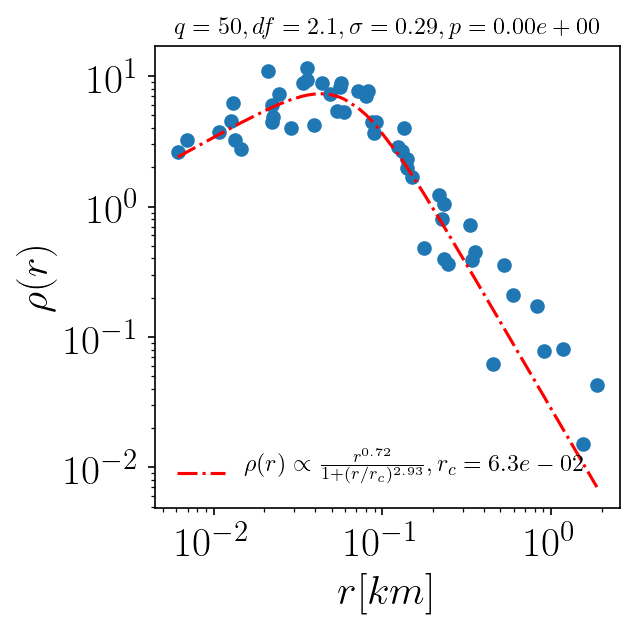 q = 50, df = 2.1, σ = 0.29, p = 0.00e + 00
10^1
10^0
10^{-1}
10^{-2}
ρ(r)
ρ(r) ∝ \frac{r^{0.72}}{1+(r/r_c)^{2.93}}, r_c = 6.3e − 02
10^{-2}
10^{-1}
10^0
r[km]